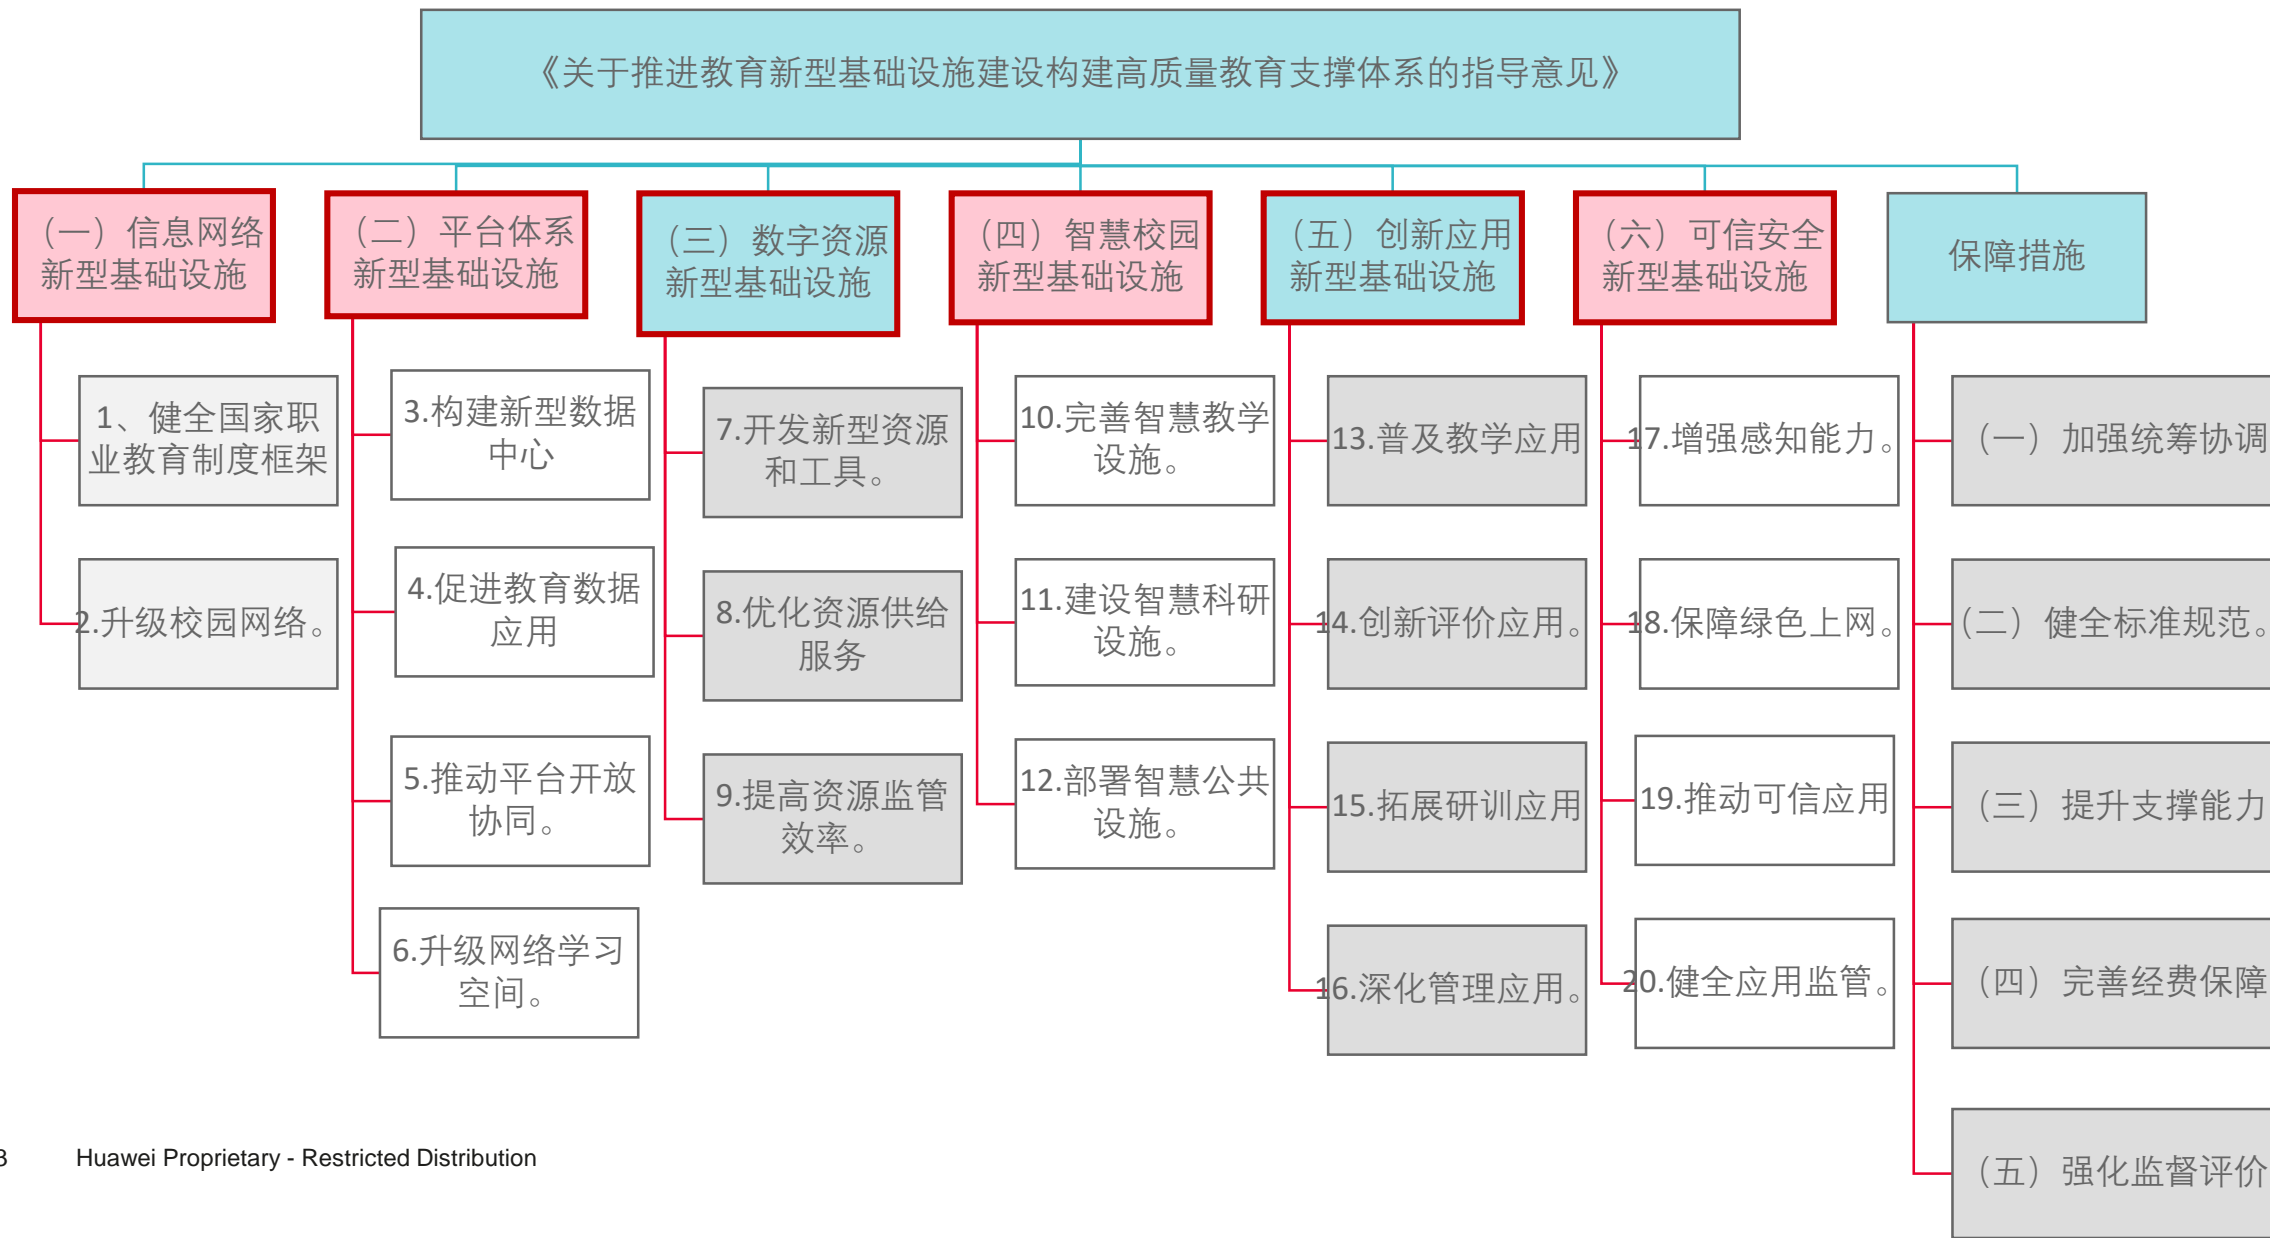 《关于推进教育新型基础设施建设构建高质量教育支撑体系的指导意见》
（一）信息网络
新型基础设施
1、健全国家职
业教育制度框架
2.升级校园网络。
（二）平台体系
新型基础设施
3.构建新型数据
中心
4.促进教育数据
应用
5.推动平台开放
协同。
6.升级网络学习
空间。
（三）数字资源
新型基础设施
7.开发新型资源
和工具。
8.优化资源供给
服务
9.提高资源监管
效率。
（四）智慧校园
新型基础设施
10.完善智慧教学
设施。
11.建设智慧科研
设施。
12.部署智慧公共
设施。
（五）创新应用
新型基础设施
13.普及教学应用
14.创新评价应用。
15.拓展研训应用
16.深化管理应用。
（六）可信安全
新型基础设施
17.增强感知能力。
18.保障绿色上网。
19.推动可信应用
20.健全应用监管。
保障措施
（一）加强统筹协调
（二）健全标准规范。
（三）提升支撑能力
（四）完善经费保障
（五）强化监督评价
Huawei Proprietary - Restricted Distribution